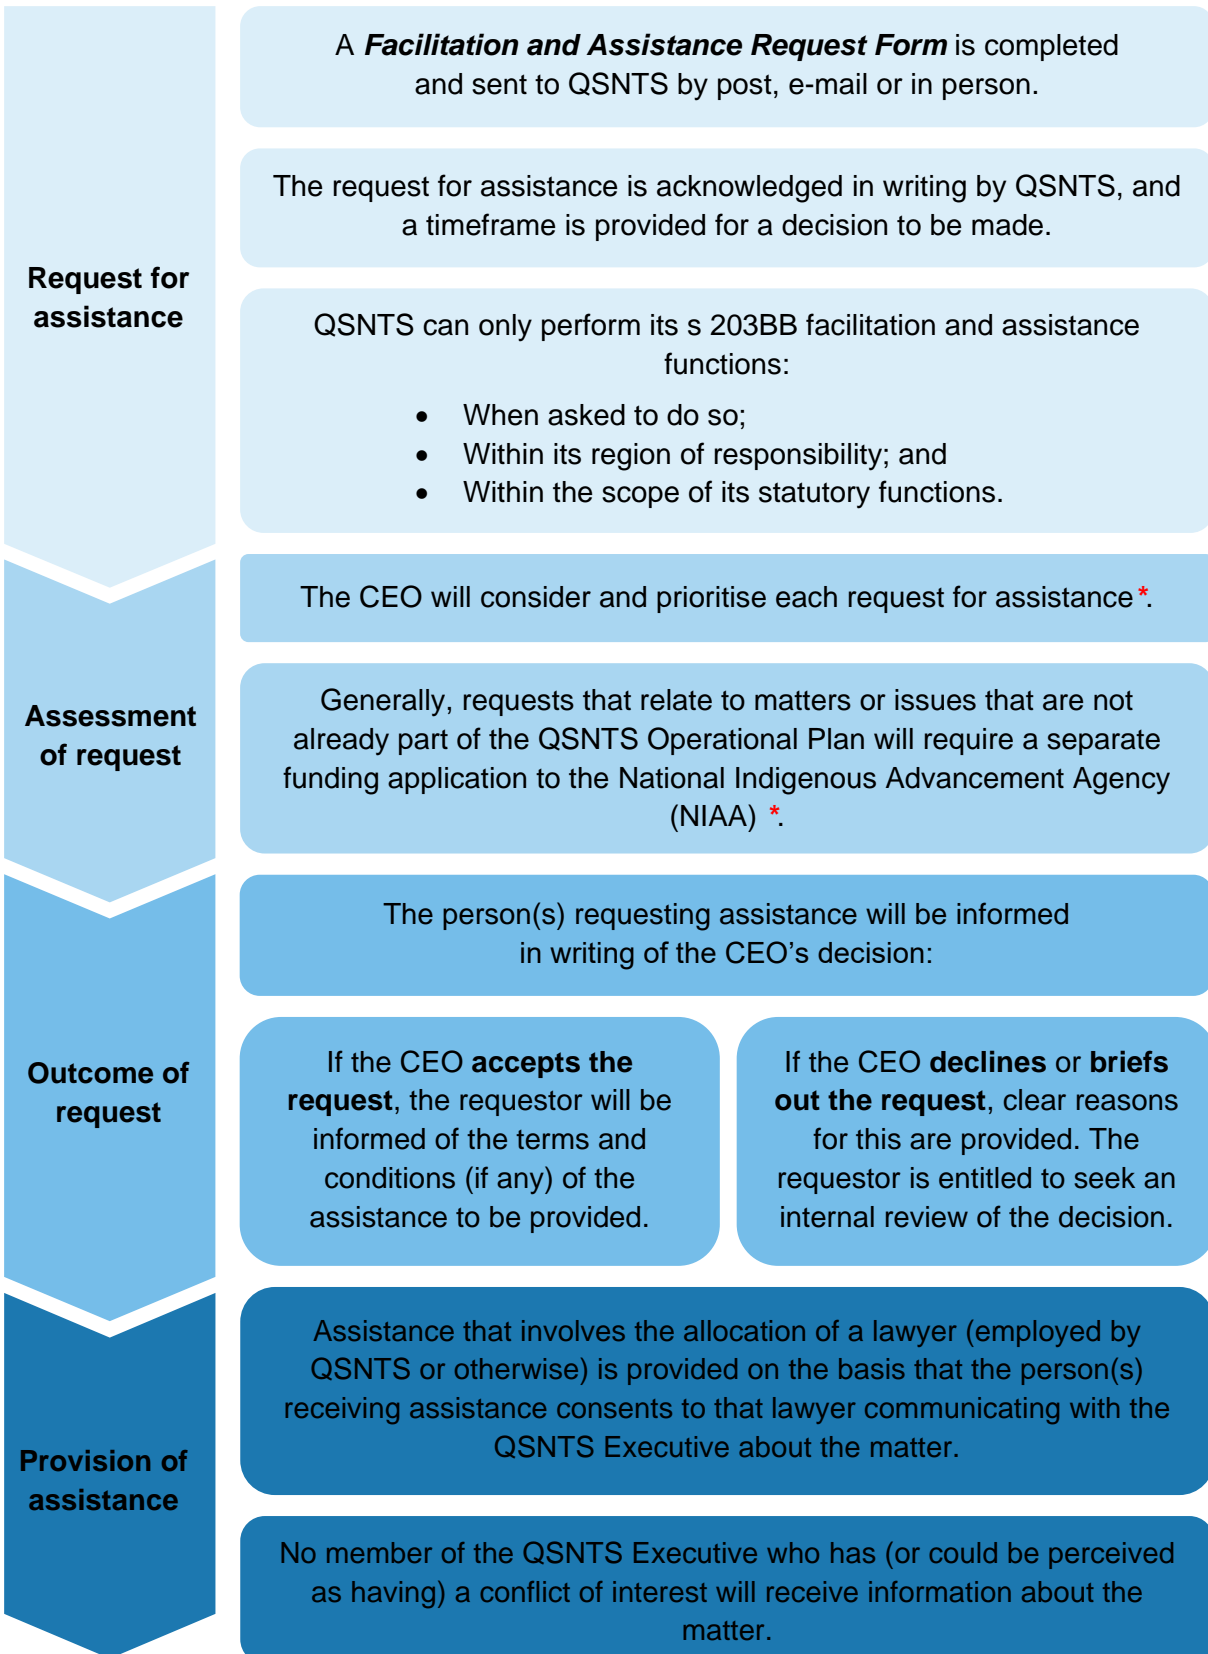 A Facilitation and Assistance Request Form is completed
and sent to QSNTS by post, e-mail or in person.
The request for assistance is acknowledged in writing by QSNTS, and
a timeframe is provided for a decision to be made.
Request for
assistance
QSNTS can only perform its s 203BB facilitation and assistance
functions:
• When asked to do so;
• Within its region of responsibility; and
• Within the scope of its statutory functions.
The CEO will consider and prioritise each request for assistance*.
Assessment
of request
Generally, requests that relate to matters or issues that are not
already part of the QSNTS Operational Plan will require a separate
funding application to the National Indigenous Advancement Agency
(NIAA) *.
The person(s) requesting assistance will be informed
in writing of the CEO’s decision:
Outcome of
request
If the CEO accepts the
request, the requestor will be
informed of the terms and
conditions (if any) of the
assistance to be provided.
If the CEO declines or briefs
out the request, clear reasons
for this are provided. The
requestor is entitled to seek an
internal review of the decision.
Provision of
assistance
Assistance that involves the allocation of a lawyer (employed by
QSNTS or otherwise) is provided on the basis that the person(s)
receiving assistance consents to that lawyer communicating with the
QSNTS Executive about the matter.
No member of the QSNTS Executive who has (or could be perceived
as having) a conflict of interest will receive information about the
matter.